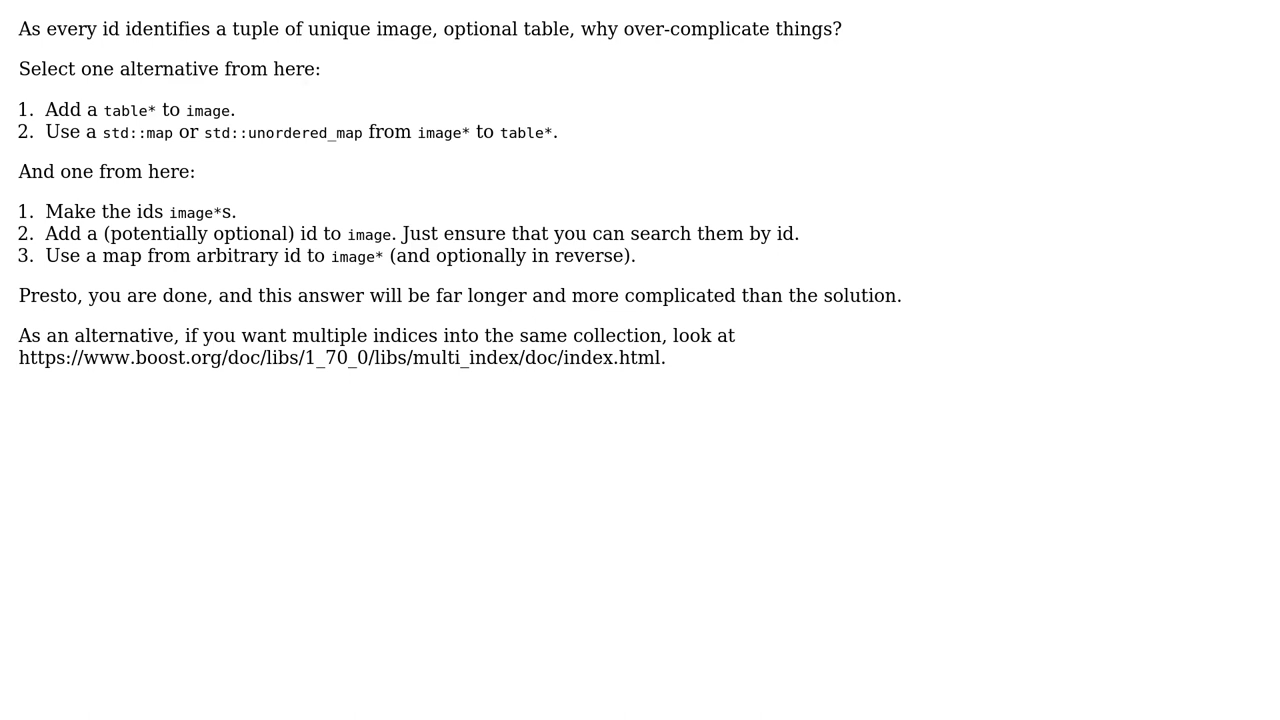 As every id identifies a tuple of unique image, optional table, why over-complicate things?
Select one alternative from here:
1. Add a table* to image.
2. Use a std::map or std::unordered_map from image* to table*.
And one from here:
1. Make the ids image*s.
2. Add a (potentially optional) id to image. Just ensure that you can search them by id.
3. Use a map from arbitrary id to image* (and optionally in reverse).
Presto, you are done, and this answer will be far longer and more complicated than the solution.
As an alternative, if you want multiple indices into the same collection, look at
https://www.boost.org/doc/libs/1_70_0/libs/multi_index/doc/index.html.